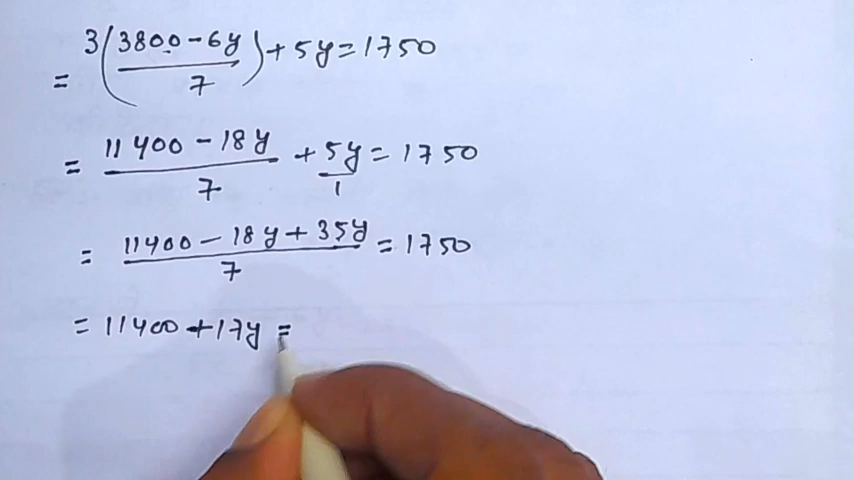 = 3(3800-6y/7)+5y=1750
= 11400-18y/7 + 5y/1 = 1750
= 11400-18y+35y/7 = 1750
= 11400+17y =